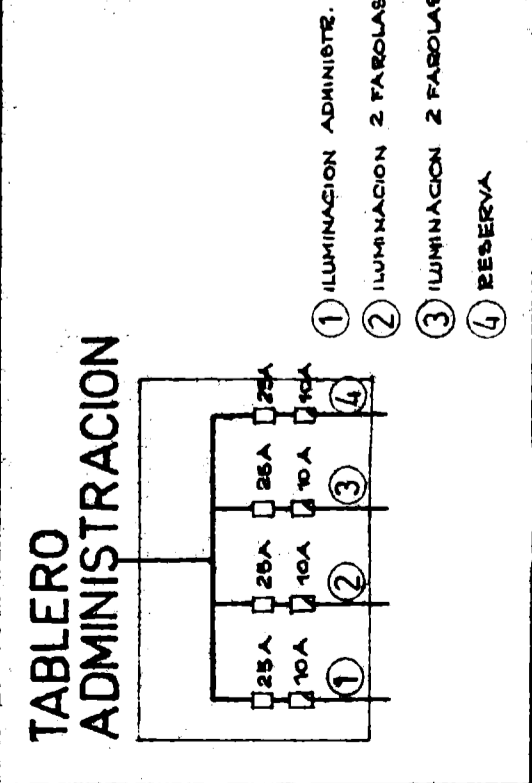 TABLERO
ADMINISTRACION
25A
25A
25A
25A
10A
10A
10A
10A
1
2
3
4
1 ILUMINACION ADMINISTR.
2 ILUMINACION 2 FAROLAS
3 ILUMINACION 2 FAROLAS
4 RESERVA